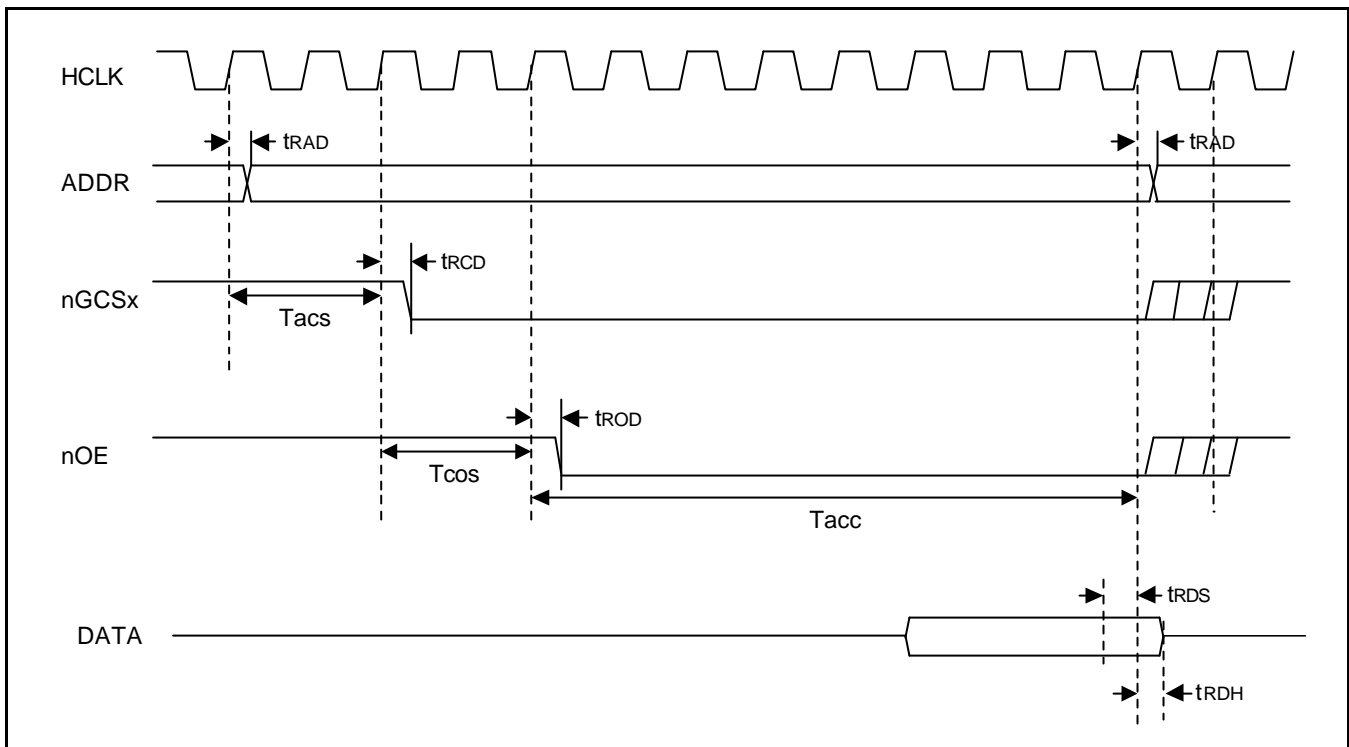 HCLK
tRAD
tRAD
ADDR
tRCD
nGCSx
Tacs
tROD
nOE
Tcos
Tacc
tRDS
DATA
tRDH